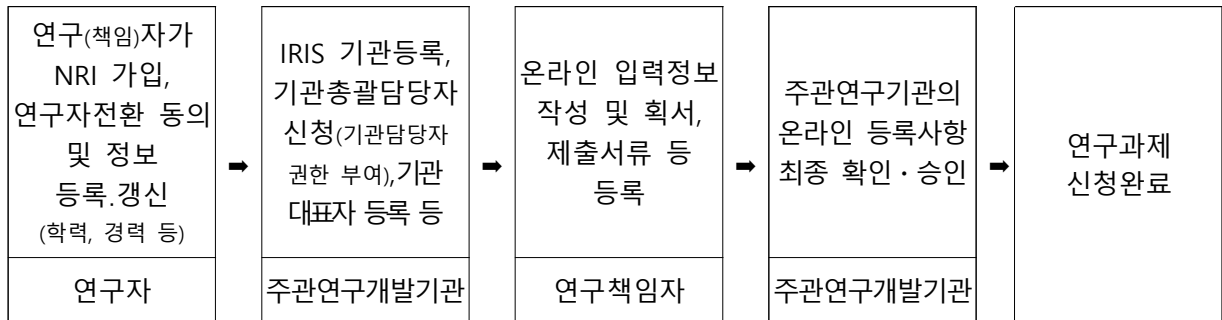 연구(책임)자가
NRI 가입,
연구자전환 동의
및 정보
등록.갱신
(학력, 경력 등)
연구자
➡
IRIS 기관등록,
기관총괄담당자
신청(기관담당자
권한 부여),기관
대표자 등록 등
주관연구개발기관
➡
온라인 입력정보
작성 및 획서,
제출서류 등
등록
연구책임자
➡
주관연구기관의
온라인 등록사항
최종 확인·승인
주관연구개발기관
➡
연구과제
신청완료